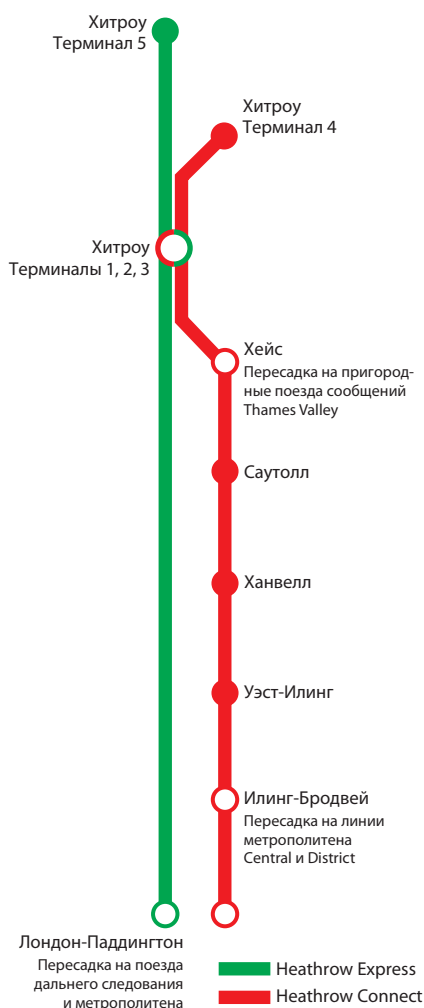 Хитроу
Терминал 5
Хитроу
Терминал 4
Хитроу
Терминалы 1, 2, 3
Хейс
Пересадка на пригород-
ные поезда сообщений
Thames Valley
Саутолл
Ханвелл
Уэст-Илинг
Илинг-Бродвей
Пересадка на линии
метрополитена
Central и District
Лондон-Паддингтон
Пересадка на поезда
дальнего следования
и метрополитена
Heathrow Express
Heathrow Connect